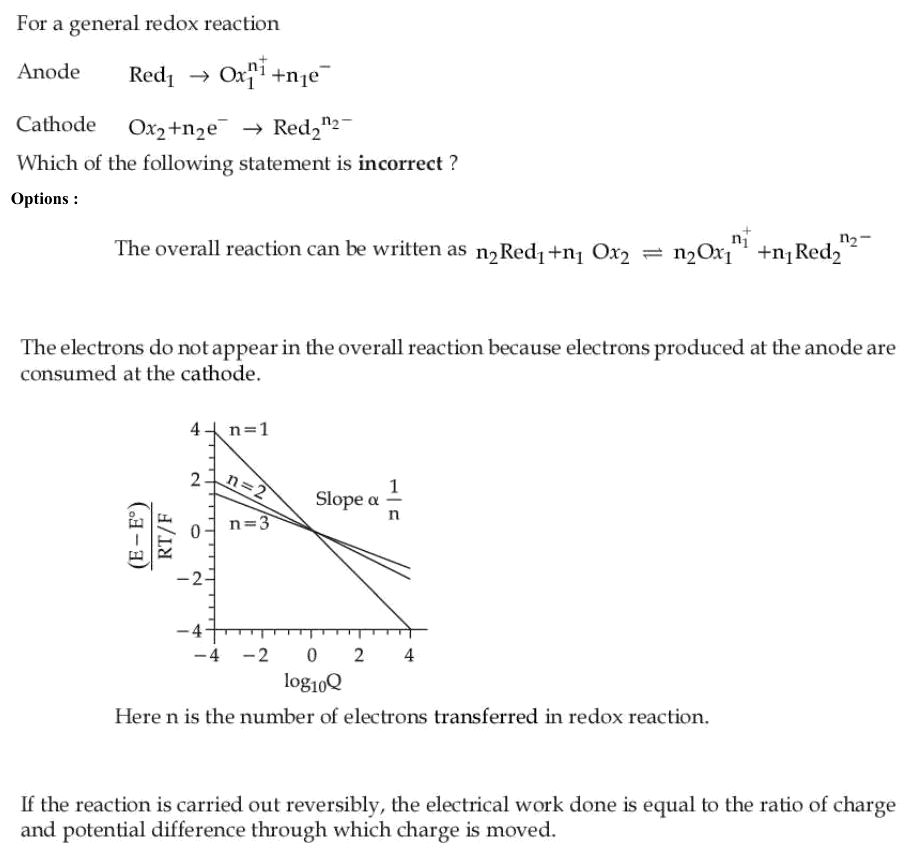 For a general redox reaction
Anode Red₁ → Ox₁^{n₁⁺} +n₁e⁻
Cathode Ox₂+n₂e⁻ → Red₂^{n₂−}
Which of the following statement is incorrect ?
Options :
The overall reaction can be written as n₂Red₁+n₁ Ox₂ ⇌ n₂Ox₁^{n₁⁺} +n₁Red₂^{n₂−}
The electrons do not appear in the overall reaction because electrons produced at the anode are
consumed at the cathode.
4 n=1
2 n=2
Slope α 1/n
(E − E°) / RT/F
0 n=3
−2
−4
−4 −2 0 2 4
log₁₀Q
Here n is the number of electrons transferred in redox reaction.
If the reaction is carried out reversibly, the electrical work done is equal to the ratio of charge
and potential difference through which charge is moved.